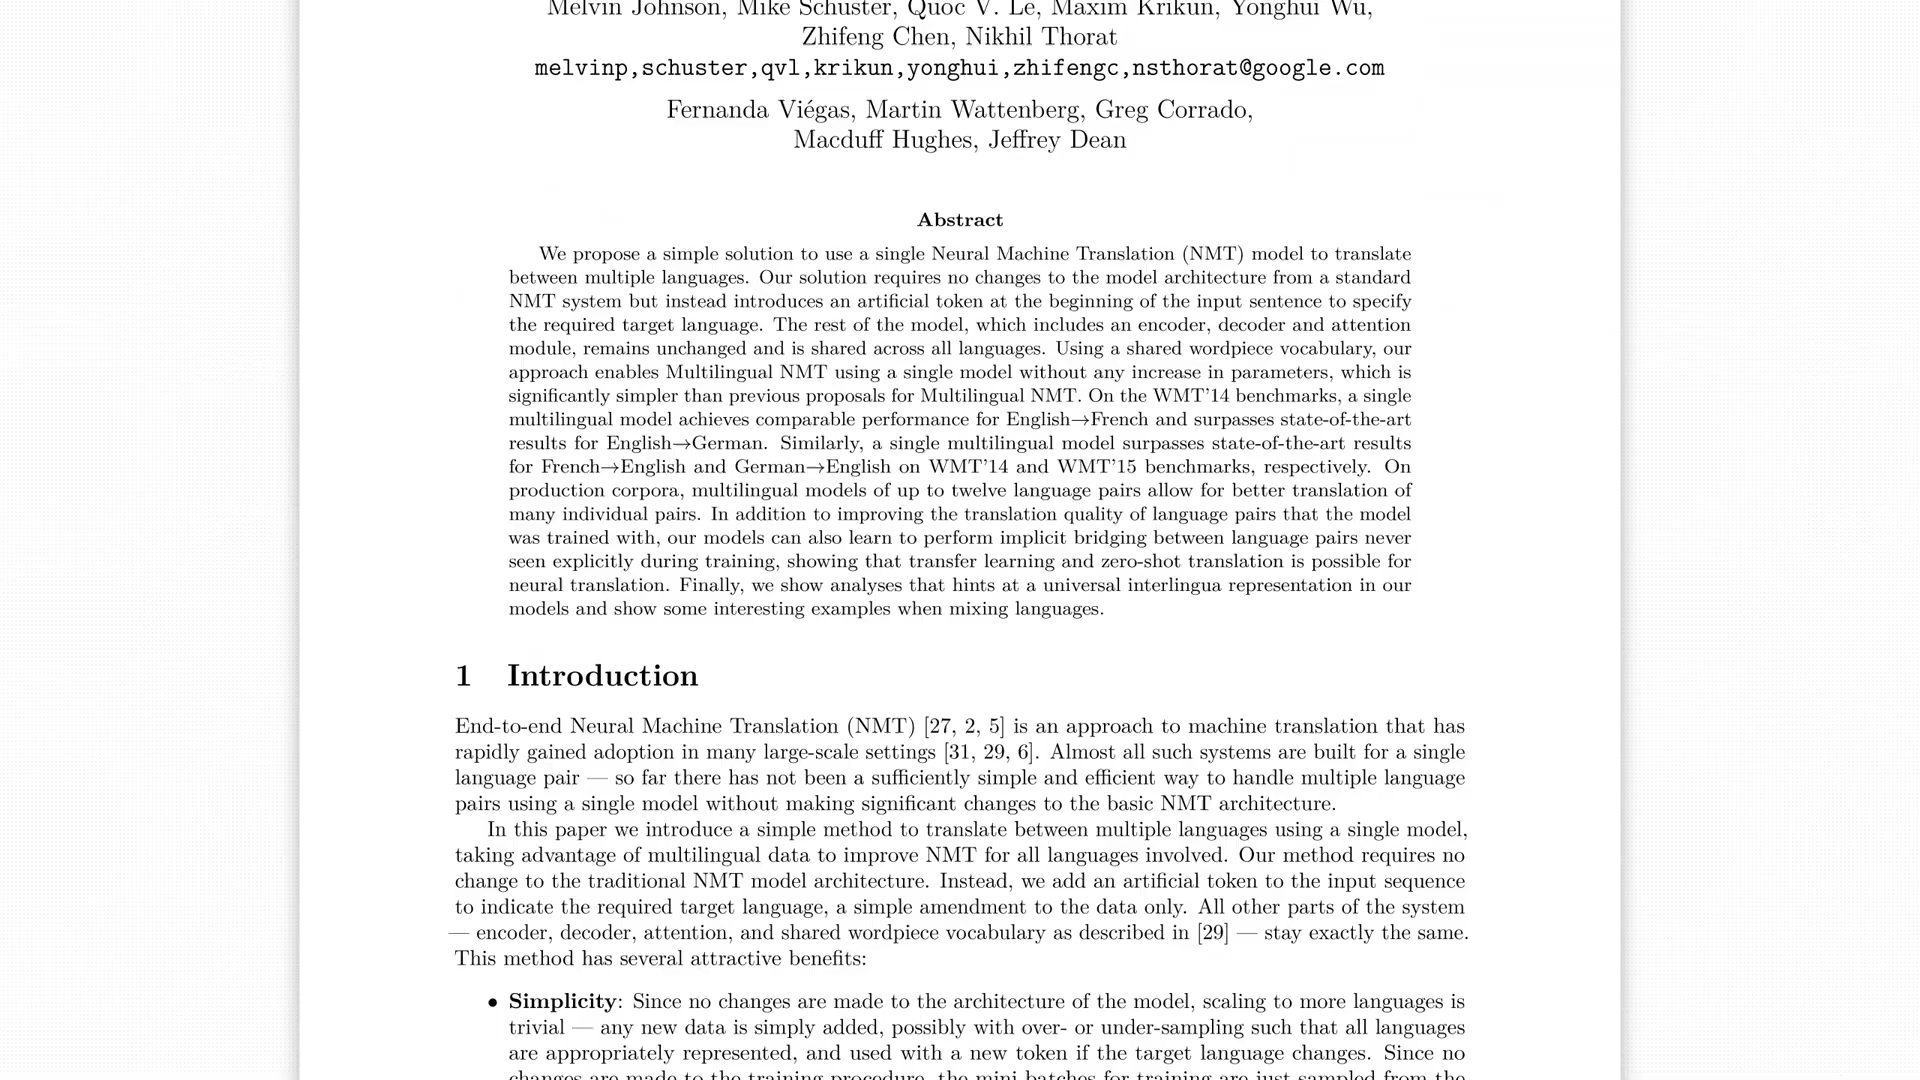 Melvin Johnson, Mike Schuster, Quoc V. Le, Maxim Krikun, Yonghui Wu,
Zhifeng Chen, Nikhil Thorat
melvinp,schuster,qvl,krikun,yonghui,zhifengc,nsthorat@google.com
Fernanda Viégas, Martin Wattenberg, Greg Corrado,
Macduff Hughes, Jeffrey Dean
Abstract
We propose a simple solution to use a single Neural Machine Translation (NMT) model to translate
between multiple languages. Our solution requires no changes to the model architecture from a standard
NMT system but instead introduces an artificial token at the beginning of the input sentence to specify
the required target language. The rest of the model, which includes an encoder, decoder and attention
module, remains unchanged and is shared across all languages. Using a shared wordpiece vocabulary, our
approach enables Multilingual NMT using a single model without any increase in parameters, which is
significantly simpler than previous proposals for Multilingual NMT. On the WMT'14 benchmarks, a single
multilingual model achieves comparable performance for English→French and surpasses state-of-the-art
results for English→German. Similarly, a single multilingual model surpasses state-of-the-art results
for French→English and German→English on WMT'14 and WMT'15 benchmarks, respectively. On
production corpora, multilingual models of up to twelve language pairs allow for better translation of
many individual pairs. In addition to improving the translation quality of language pairs that the model
was trained with, our models can also learn to perform implicit bridging between language pairs never
seen explicitly during training, showing that transfer learning and zero-shot translation is possible for
neural translation. Finally, we show analyses that hints at a universal interlingua representation in our
models and show some interesting examples when mixing languages.
1 Introduction
End-to-end Neural Machine Translation (NMT) [27, 2, 5] is an approach to machine translation that has
rapidly gained adoption in many large-scale settings [31, 29, 6]. Almost all such systems are built for a single
language pair — so far there has not been a sufficiently simple and efficient way to handle multiple language
pairs using a single model without making significant changes to the basic NMT architecture.
In this paper we introduce a simple method to translate between multiple languages using a single model,
taking advantage of multilingual data to improve NMT for all languages involved. Our method requires no
change to the traditional NMT model architecture. Instead, we add an artificial token to the input sequence
to indicate the required target language, a simple amendment to the data only. All other parts of the system
— encoder, decoder, attention, and shared wordpiece vocabulary as described in [29] — stay exactly the same.
This method has several attractive benefits:
• Simplicity: Since no changes are made to the architecture of the model, scaling to more languages is
trivial — any new data is simply added, possibly with over- or under-sampling such that all languages
are appropriately represented, and used with a new token if the target language changes. Since no
changes are made to the training procedure, the mini-batches for training are just sampled from the